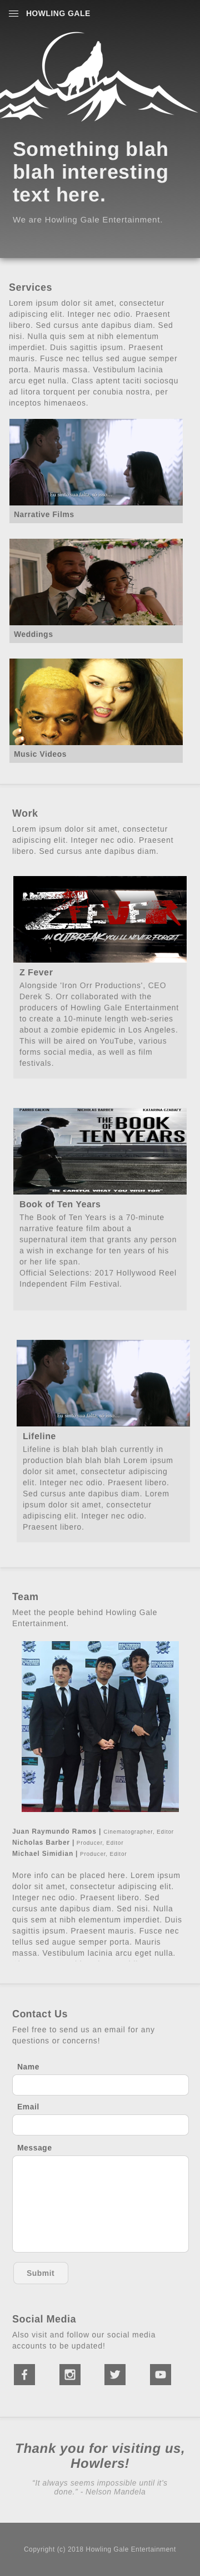 HOWLING GALE
Something blah
blah interesting
text here.
We are Howling Gale Entertainment.
Services
Lorem ipsum dolor sit amet, consectetur
adipiscing elit. Integer nec odio. Praesent
libero. Sed cursus ante dapibus diam. Sed
nisi. Nulla quis sem at nibh elementum
imperdiet. Duis sagittis ipsum. Praesent
mauris. Fusce nec tellus sed augue semper
porta. Mauris massa. Vestibulum lacinia
arcu eget nulla. Class aptent taciti sociosqu
ad litora torquent per conubia nostra, per
inceptos himenaeos.
Narrative Films
Weddings
Music Videos
Work
Lorem ipsum dolor sit amet, consectetur
adipiscing elit. Integer nec odio. Praesent
libero. Sed cursus ante dapibus diam.
Z FEVER
AN OUTBREAK YOU'LL NEVER FORGET
Z Fever
Alongside 'Iron Orr Productions', CEO
Derek S. Orr collaborated with the
producers of Howling Gale Entertainment
to create a 10-minute length web-series
about a zombie epidemic in Los Angeles.
This will be aired on YouTube, various
forms social media, as well as film
festivals.
NICHOLAS BARBER
THE BOOK OF
TEN YEARS
BE CAREFUL WHAT YOU WISH FOR
Book of Ten Years
The Book of Ten Years is a 70-minute
narrative feature film about a
supernatural item that grants any person
a wish in exchange for ten years of his
or her life span.
Official Selections: 2017 Hollywood Reel
Independent Film Festival.
Lifeline
Lifeline is blah blah blah currently in
production blah blah blah Lorem ipsum
dolor sit amet, consectetur adipiscing
elit. Integer nec odio. Praesent libero.
Sed cursus ante dapibus diam. Lorem
ipsum dolor sit amet, consectetur
adipiscing elit. Integer nec odio.
Praesent libero.
Team
Meet the people behind Howling Gale
Entertainment.
Juan Raymundo Ramos | Cinematographer, Editor
Nicholas Barber | Producer, Editor
Michael Simidian | Producer, Editor
More info can be placed here. Lorem ipsum
dolor sit amet, consectetur adipiscing elit.
Integer nec odio. Praesent libero. Sed
cursus ante dapibus diam. Sed nisi. Nulla
quis sem at nibh elementum imperdiet. Duis
sagittis ipsum. Praesent mauris. Fusce nec
tellus sed augue semper porta. Mauris
massa. Vestibulum lacinia arcu eget nulla.
Contact Us
Feel free to send us an email for any
questions or concerns!
Name
Email
Message
Submit
Social Media
Also visit and follow our social media
accounts to be updated!
Thank you for visiting us,
Howlers!
"It always seems impossible until it's
done." - Nelson Mandela
Copyright (c) 2018 Howling Gale Entertainment